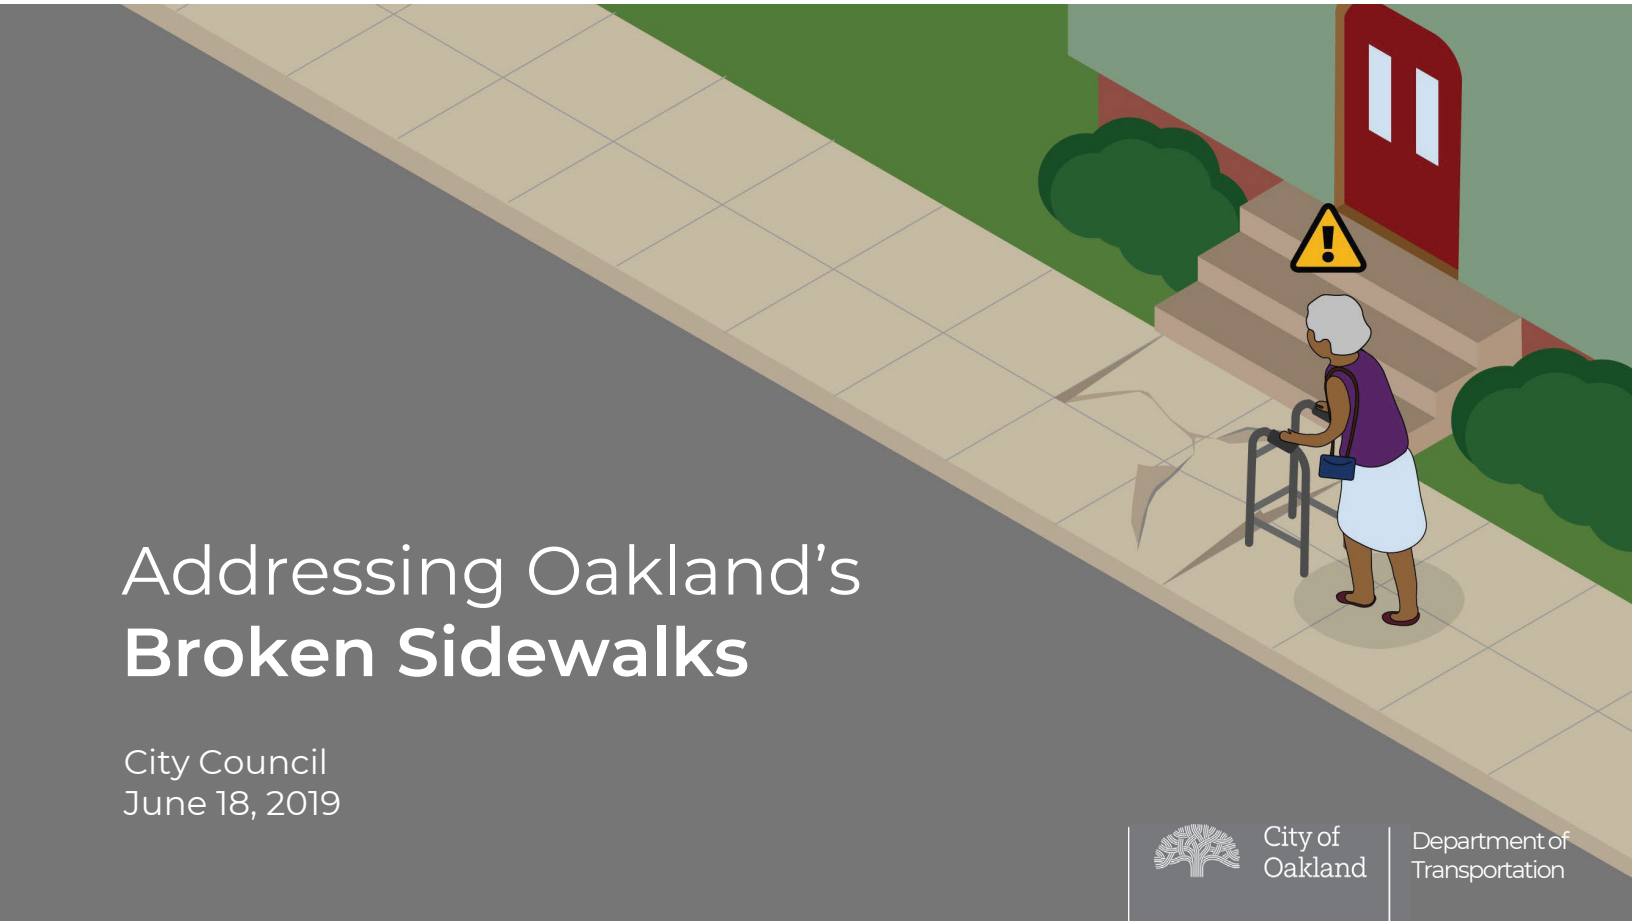 Addressing Oakland’s
Broken Sidewalks
City Council
June 18, 2019
City of
Oakland
Department of
Transportation